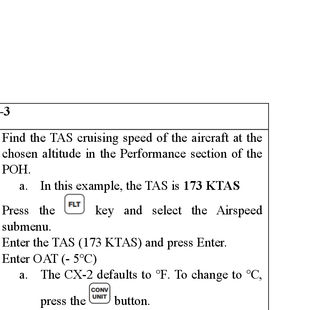 -3
Find the TAS cruising speed of the aircraft at the
chosen altitude in the Performance section of the
POH.
a. In this example, the TAS is 173 KTAS
Press the FLT key and select the Airspeed
submenu.
Enter the TAS (173 KTAS) and press Enter.
Enter OAT (- 5°C)
a. The CX-2 defaults to °F. To change to °C,
press the CONV UNIT button.